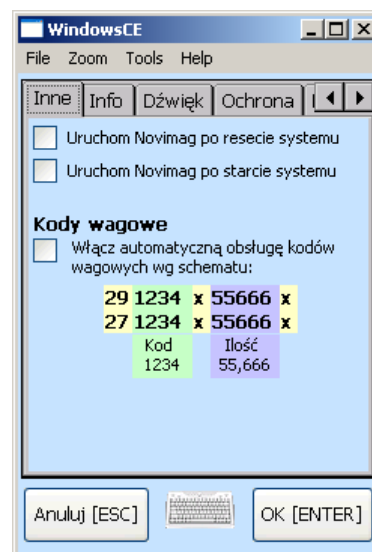 WindowsCE
File Zoom Tools Help
Inne Info Dźwięk Ochrona
Uruchom Novimag po resecie systemu
Uruchom Novimag po starcie systemu
Kody wagowe
Włącz automatyczną obsługę kodów
wagowych wg schematu:
29 1234 x 55666 x
27 1234 x 55666 x
Kod Ilość
1234 55,666
Anuluj [ESC] OK [ENTER]